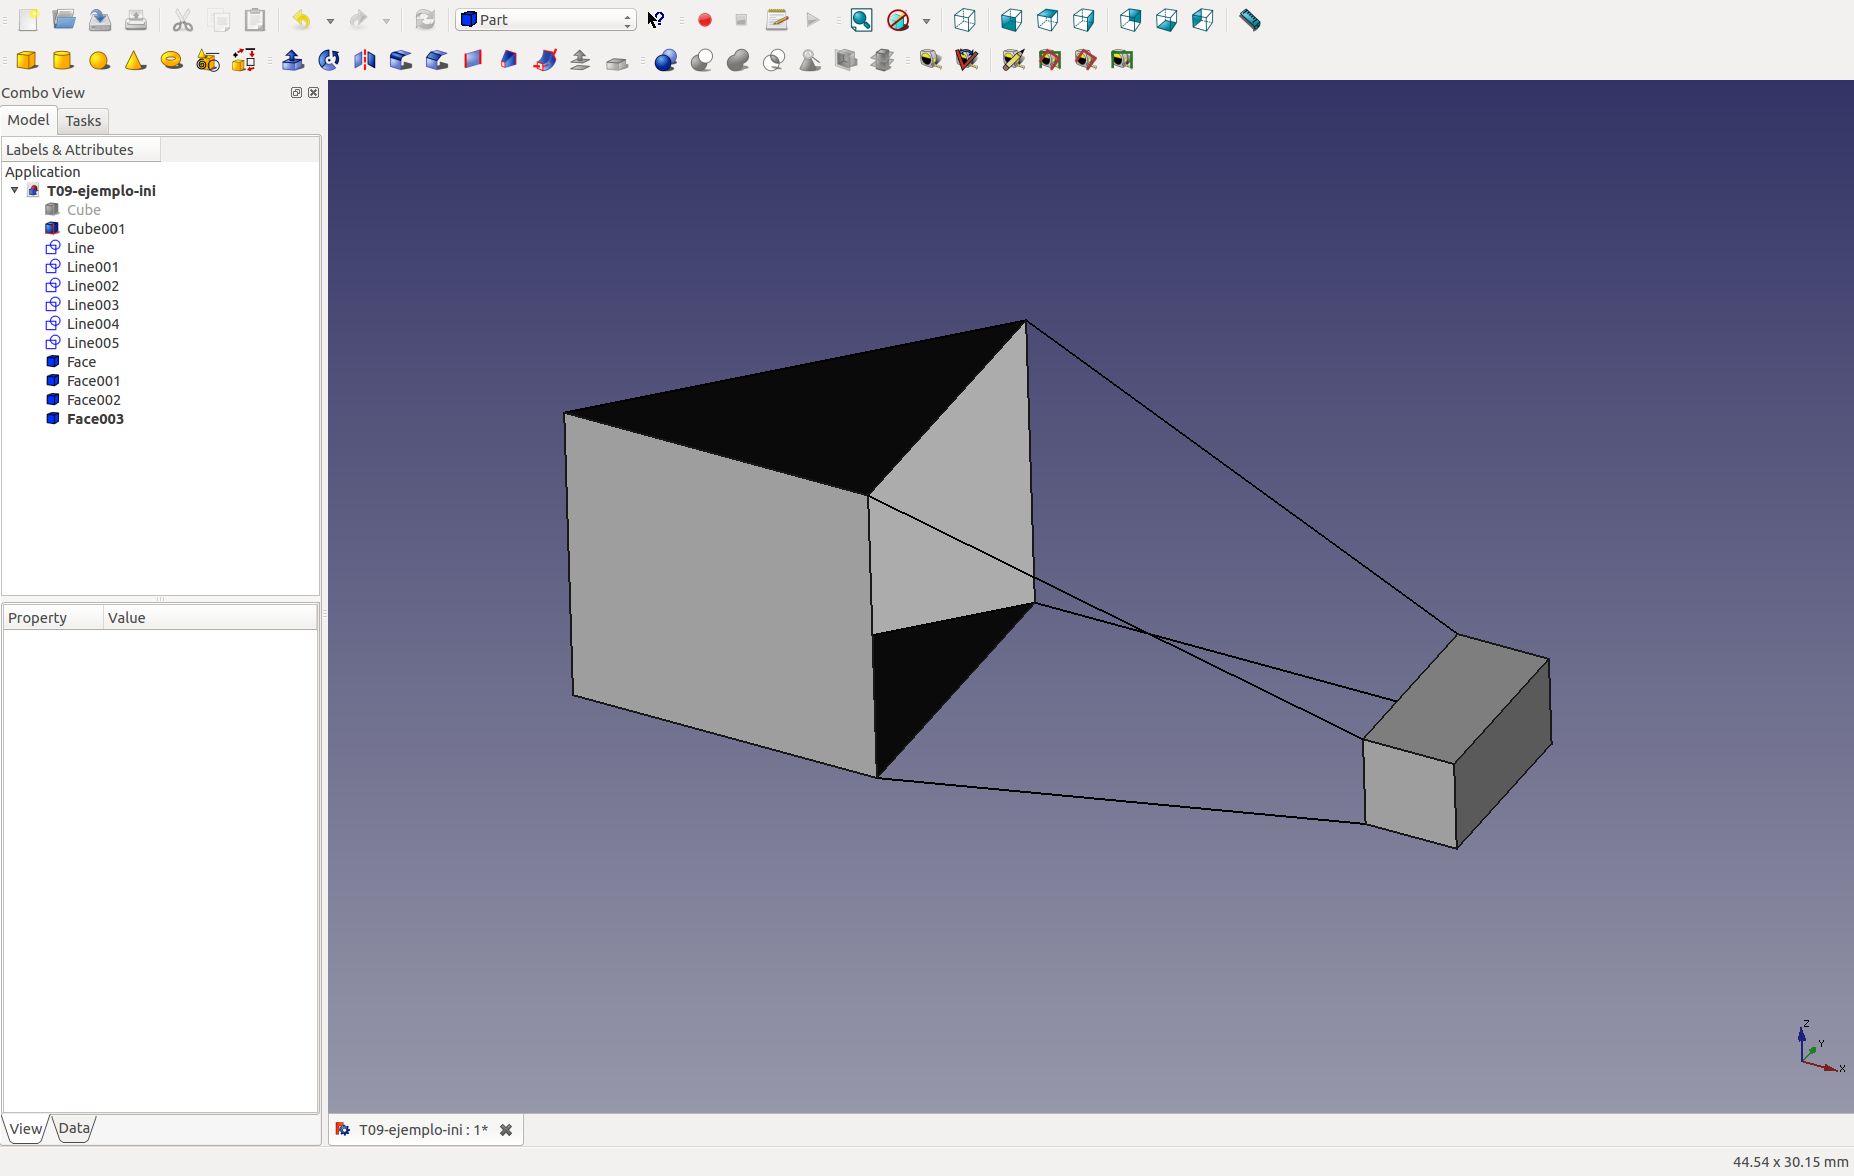 Part
Combo View
Model Tasks
Labels & Attributes
Application
T09-ejemplo-ini
Cube
Cube001
Line
Line001
Line002
Line003
Line004
Line005
Face
Face001
Face002
Face003
Property Value
Z
Y
X
View Data
T09-ejemplo-ini : 1*
44.54 x 30.15 mm